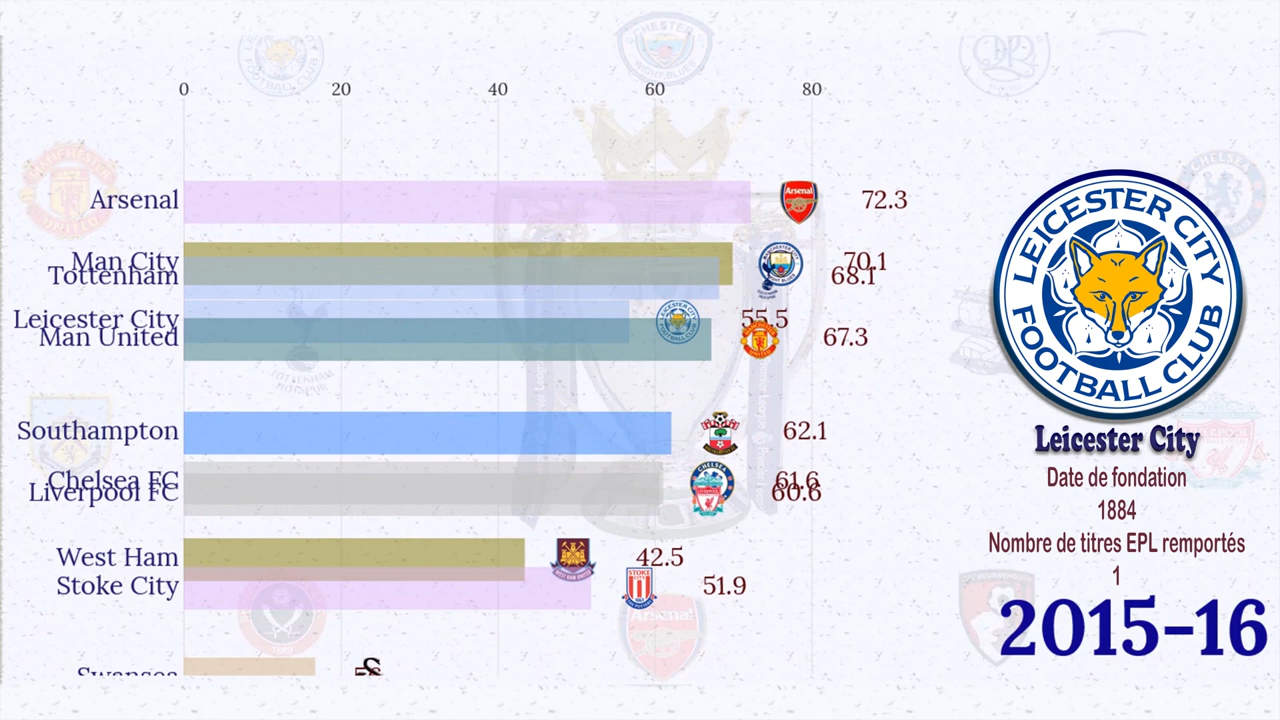 0 20 40 60 80
Arsenal 72.3
Man City 70.1
Tottenham 68.1
Leicester City 55.5
Man United 67.3
Southampton 62.1
Chelsea FC 61.6
Liverpool FC 60.6
West Ham 42.5
Stoke City 51.9
Swansea
LEICESTER CITY
FOOTBALL CLUB
Leicester City
Date de fondation
1884
Nombre de titres EPL remportés
1
2015-16